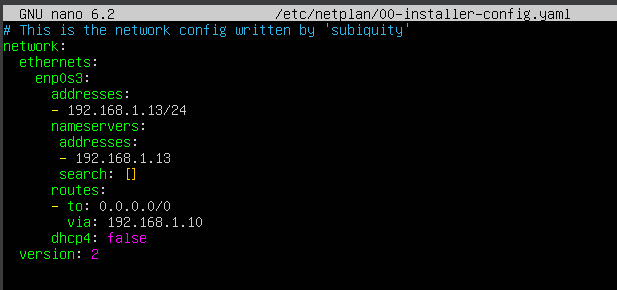 GNU nano 6.2 /etc/netplan/00-installer-config.yaml
# This is the network config written by 'subiquity'
network:
  ethernets:
    enp0s3:
      addresses:
      - 192.168.1.13/24
      nameservers:
       addresses:
       - 192.168.1.13
       search: []
      routes:
      - to: 0.0.0.0/0
        via: 192.168.1.10
      dhcp4: false
  version: 2